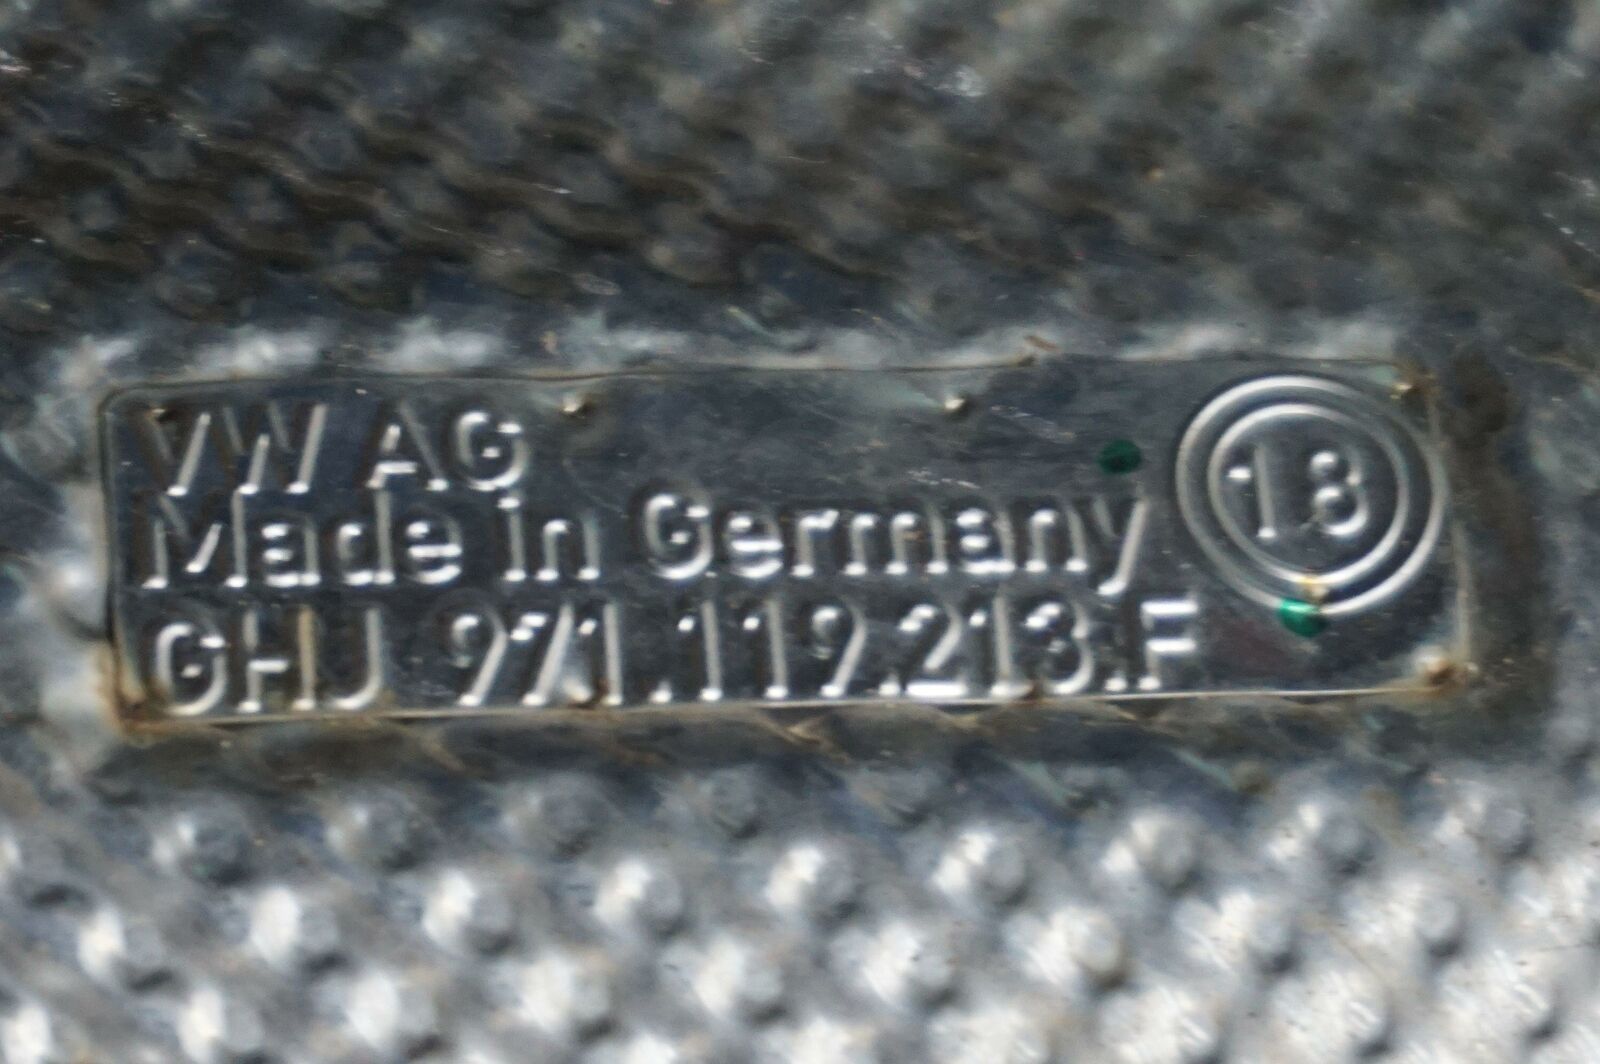 VW AG
Made in Germany
GHJ 971.119.213.F
18